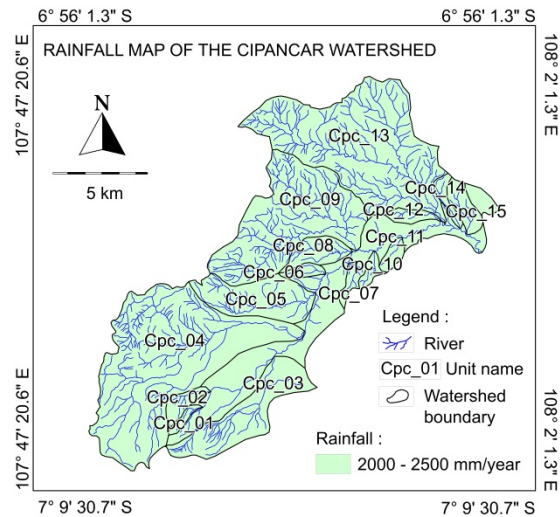 6° 56' 1.3" S
6° 56' 1.3" S
107° 47' 20.6" E
108° 2' 1.3" E
RAINFALL MAP OF THE CIPANCAR WATERSHED
N
5 km
Cpc_13
Cpc_14
Cpc_09
Cpc_12
Cpc_15
Cpc_11
Cpc_08
Cpc_10
Cpc_06
Cpc_07
Cpc_05
Cpc_04
Cpc_03
Cpc_02
Cpc_01
Legend :
River
Cpc_01 Unit name
Watershed
boundary
Rainfall :
2000 - 2500 mm/year
107° 47' 20.6" E
108° 2' 1.3" E
7° 9' 30.7" S
7° 9' 30.7" S